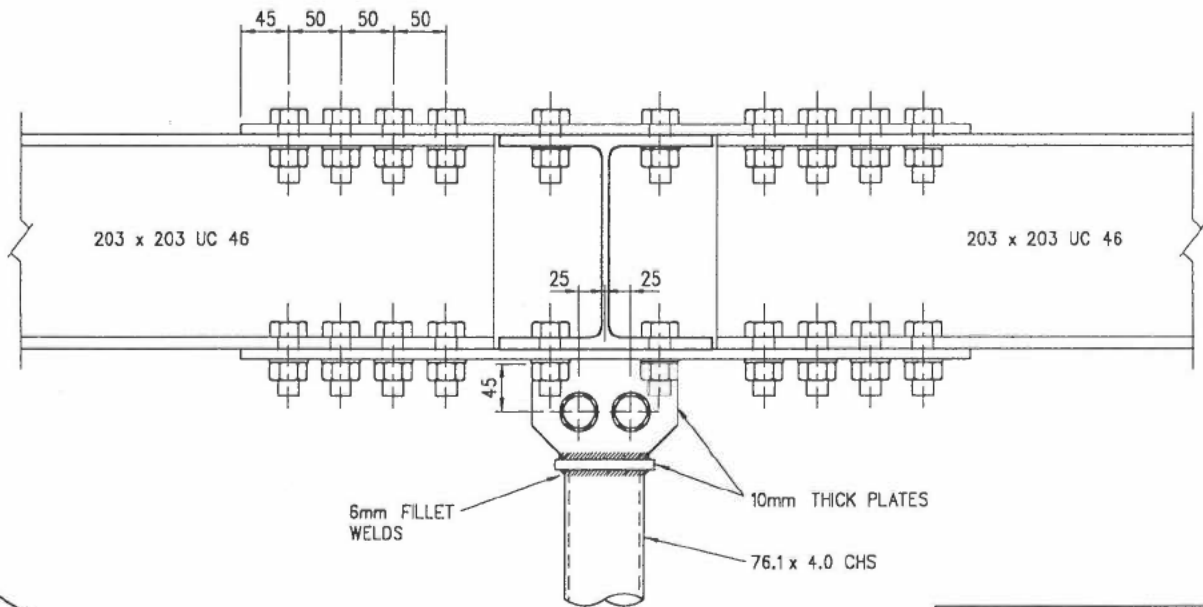 45 50 50 50
203 x 203 UC 46
203 x 203 UC 46
25 25
45
6mm FILLET
WELDS
10mm THICK PLATES
76.1 x 4.0 CHS